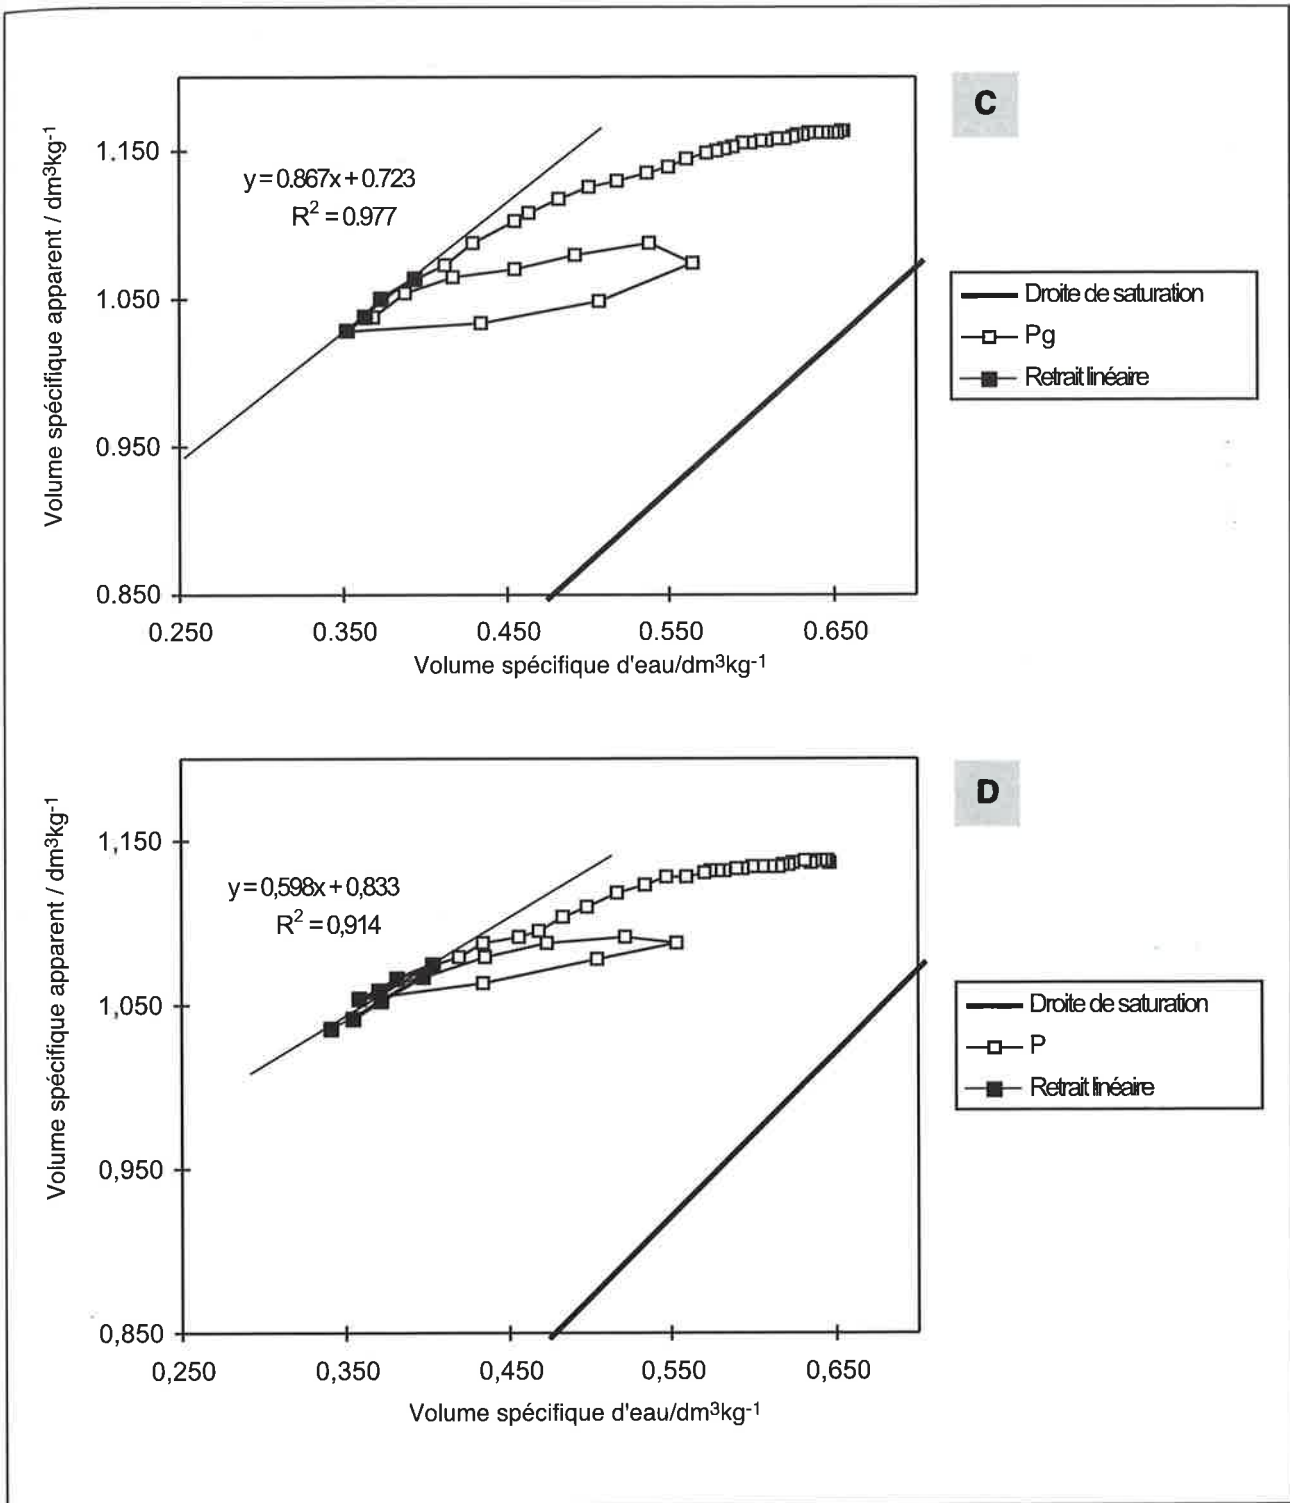 C
1.150
1.050
0.950
0.850
0.250 0.350 0.450 0.550 0.650
Volume spécifique apparent / dm³kg⁻¹
Volume spécifique d'eau/dm³kg⁻¹
y = 0.867x + 0.723
R² = 0.977
Droite de saturation
Pg
Retrait linéaire
D
1,150
1,050
0,950
0,850
0,250 0,350 0,450 0,550 0,650
Volume spécifique apparent / dm³kg⁻¹
Volume spécifique d'eau/dm³kg⁻¹
y = 0,598x + 0,833
R² = 0,914
Droite de saturation
P
Retrait linéaire